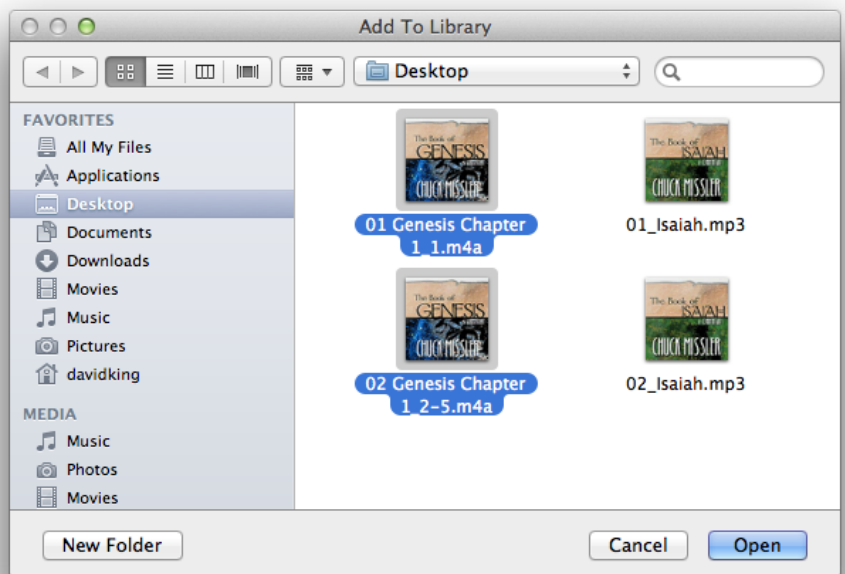 Add To Library
Desktop
FAVORITES
All My Files
Applications
Desktop
Documents
Downloads
Movies
Music
Pictures
davidking
MEDIA
Music
Photos
Movies
The Book of
GENESIS
CHUCK MISSLER
01 Genesis Chapter
1_1.m4a
The Book of
ISAIAH
CHUCK MISSLER
01_Isaiah.mp3
The Book of
GENESIS
CHUCK MISSLER
02 Genesis Chapter
1_2-5.m4a
The Book of
ISAIAH
CHUCK MISSLER
02_Isaiah.mp3
New Folder
Cancel
Open